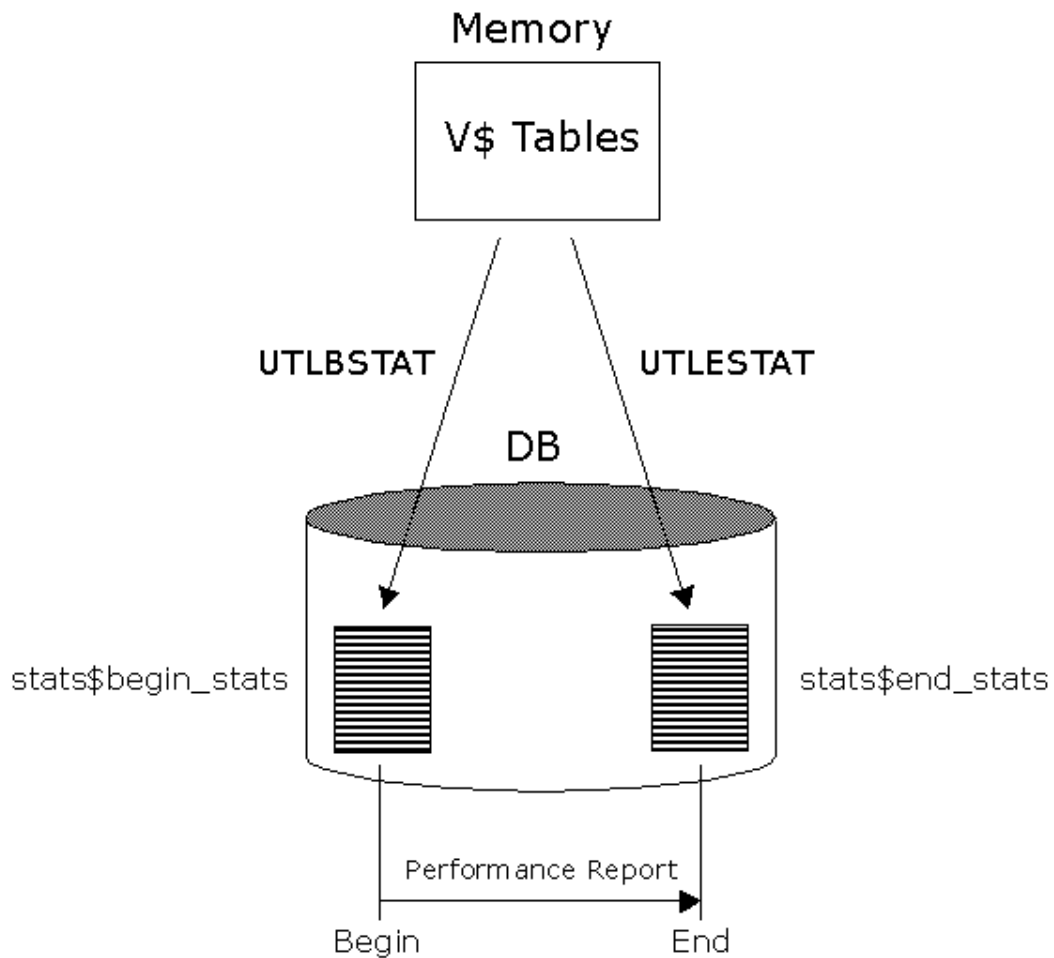 Memory
V$ Tables
UTLBSTAT
UTLESTAT
DB
stats$begin_stats
stats$end_stats
Performance Report
Begin
End